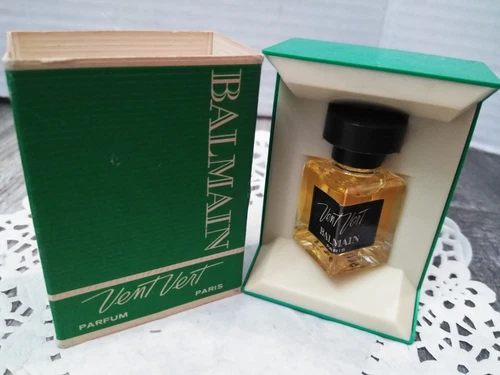 BALMAIN
Vent Vert
PARFUM PARIS
Vent Vert
BALMAIN
PARIS